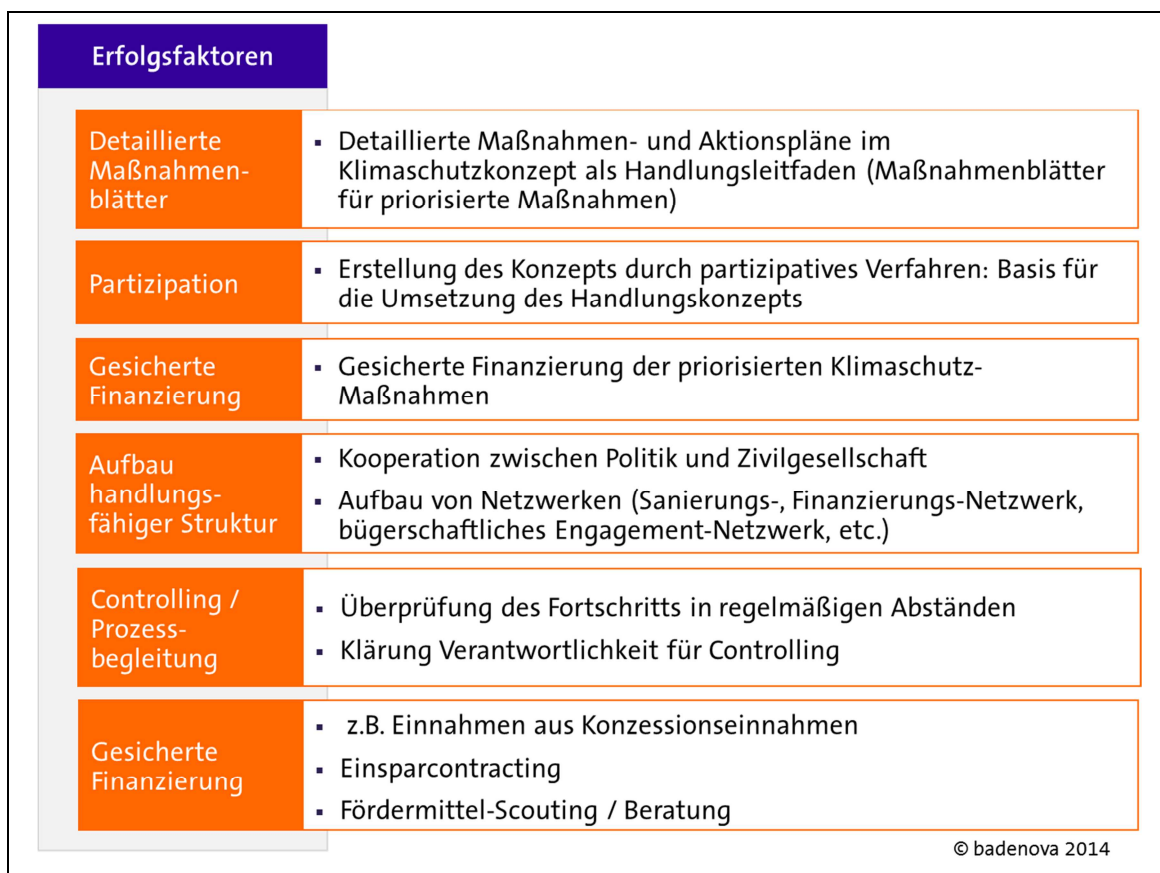 Erfolgsfaktoren
Detaillierte
Maßnahmen-
blätter
▪ Detaillierte Maßnahmen- und Aktionspläne im
Klimaschutzkonzept als Handlungsleitfaden (Maßnahmenblätter
für priorisierte Maßnahmen)
Partizipation
▪ Erstellung des Konzepts durch partizipatives Verfahren: Basis für
die Umsetzung des Handlungskonzepts
Gesicherte
Finanzierung
▪ Gesicherte Finanzierung der priorisierten Klimaschutz-
Maßnahmen
Aufbau
handlungs-
fähiger Struktur
▪ Kooperation zwischen Politik und Zivilgesellschaft
▪ Aufbau von Netzwerken (Sanierungs-, Finanzierungs-Netzwerk,
bügerschaftliches Engagement-Netzwerk, etc.)
Controlling /
Prozess-
begleitung
▪ Überprüfung des Fortschritts in regelmäßigen Abständen
▪ Klärung Verantwortlichkeit für Controlling
Gesicherte
Finanzierung
▪ z.B. Einnahmen aus Konzessionseinnahmen
▪ Einsparcontracting
▪ Fördermittel-Scouting / Beratung
© badenova 2014